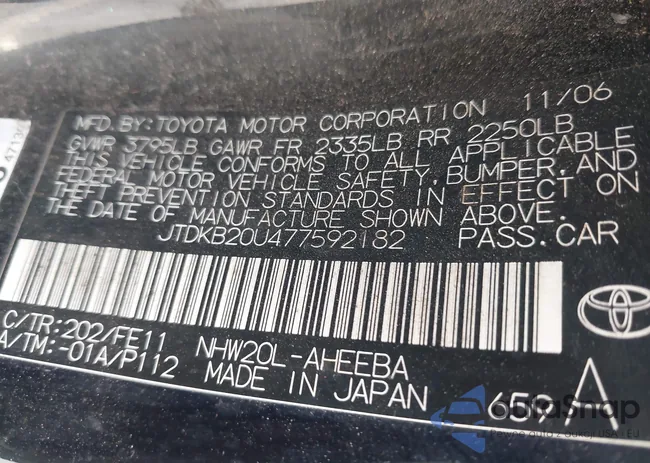 MFD. BY:TOYOTA MOTOR CORPORATION 11/06
GVWR 3795LB GAWR FR 2335LB RR 2250LB
THIS VEHICLE CONFORMS TO ALL APPLICABLE
FEDERAL MOTOR VEHICLE SAFETY,BUMPER,AND
THEFT PREVENTION STANDARDS IN EFFECT ON
THE DATE OF MANUFACTURE SHOWN ABOVE.
JTDKB20U477592182 PASS.CAR
C/TR:202/FE11
A/TM:-01A/P112
NHW20L-AHEEBA
MADE IN JAPAN
659 A